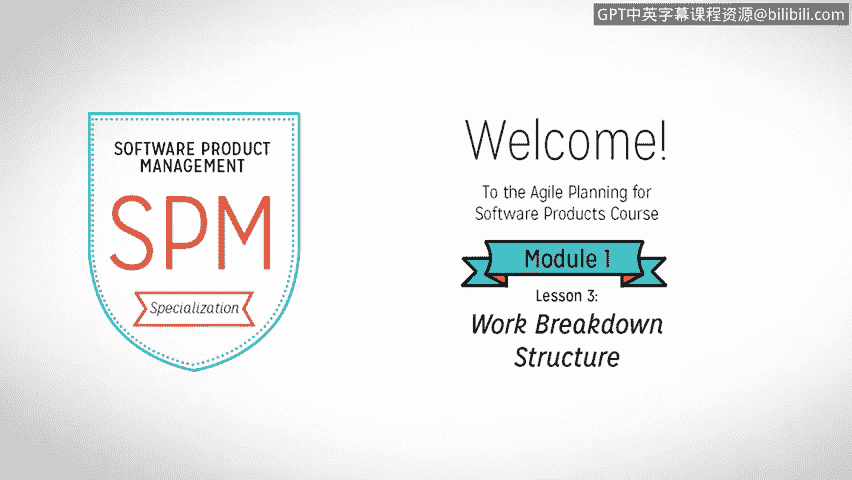 GPT中英字幕课程资源@bilibili.com
SOFTWARE PRODUCT
MANAGEMENT
SPM
Specialization
Welcome!
To the Agile Planning for
Software Products Course
Module 1
Lesson 3:
Work Breakdown
Structure